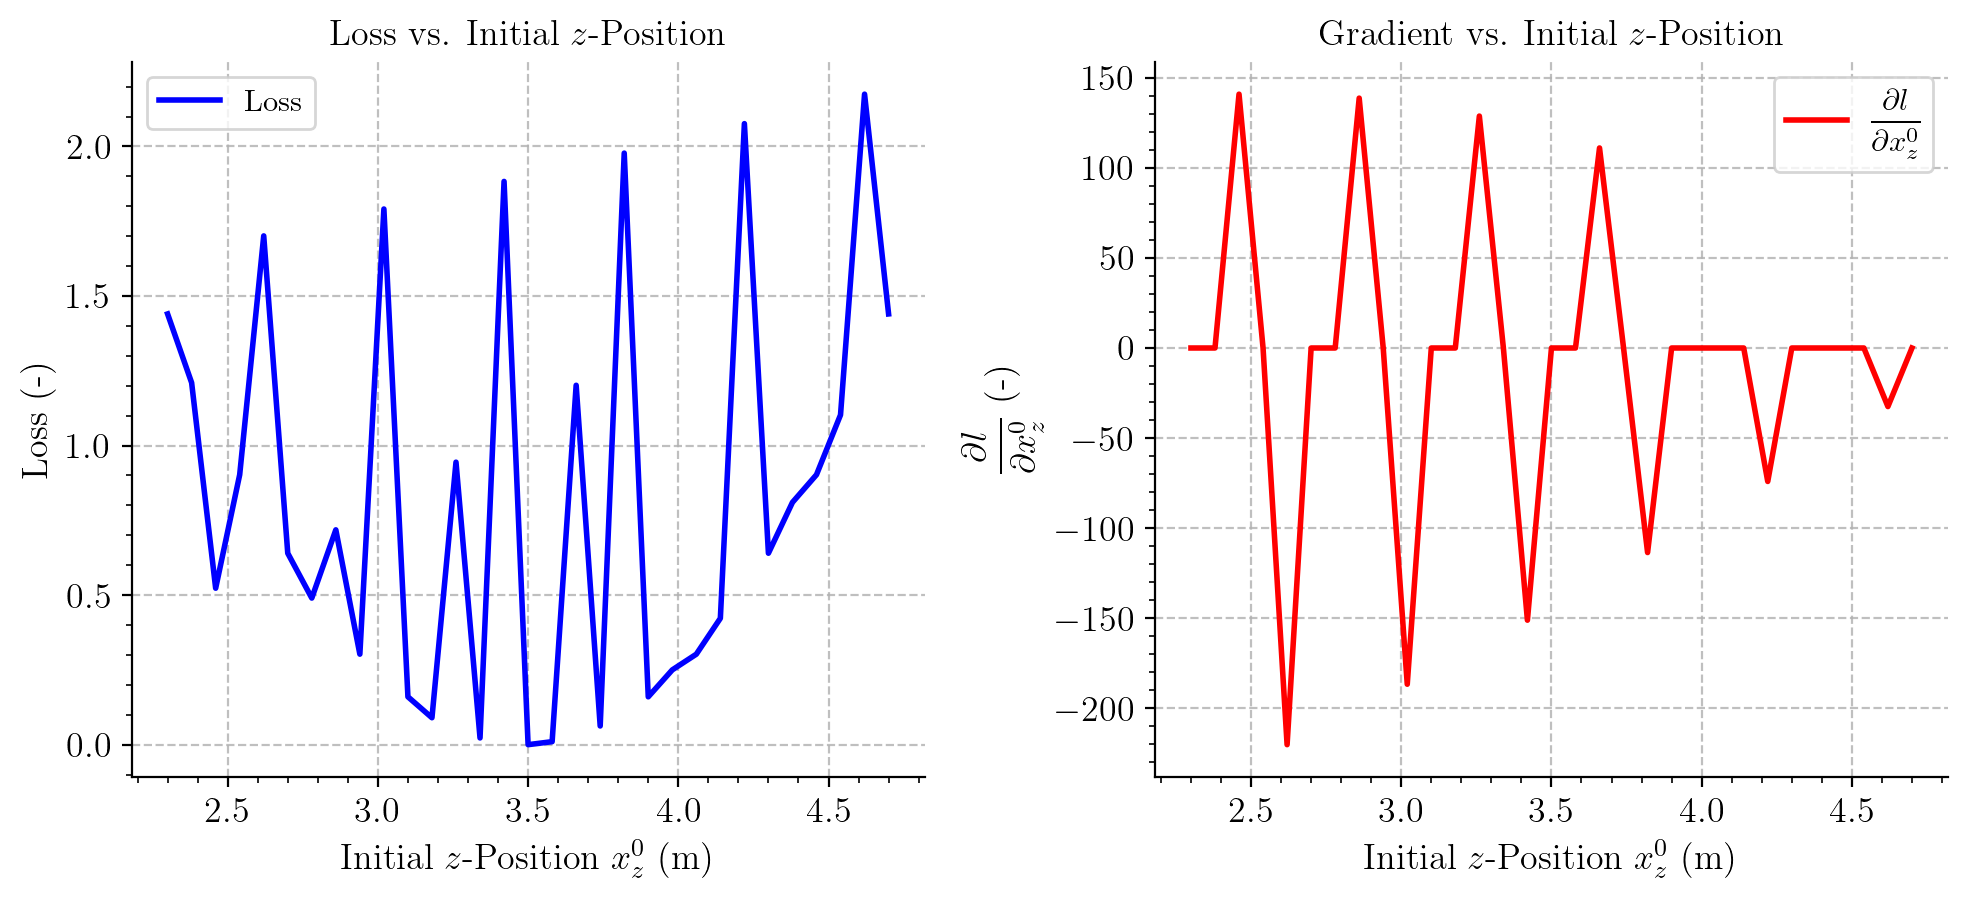 Loss vs. Initial z-Position
Loss
2.0
1.5
1.0
0.5
0.0
Loss (-)
2.5 3.0 3.5 4.0 4.5
Initial z-Position x_z^0 (m)
Gradient vs. Initial z-Position
∂l
∂x_z^0
150
100
50
0
−50
−100
−150
−200
∂l
∂x_z^0 (-)
2.5 3.0 3.5 4.0 4.5
Initial z-Position x_z^0 (m)